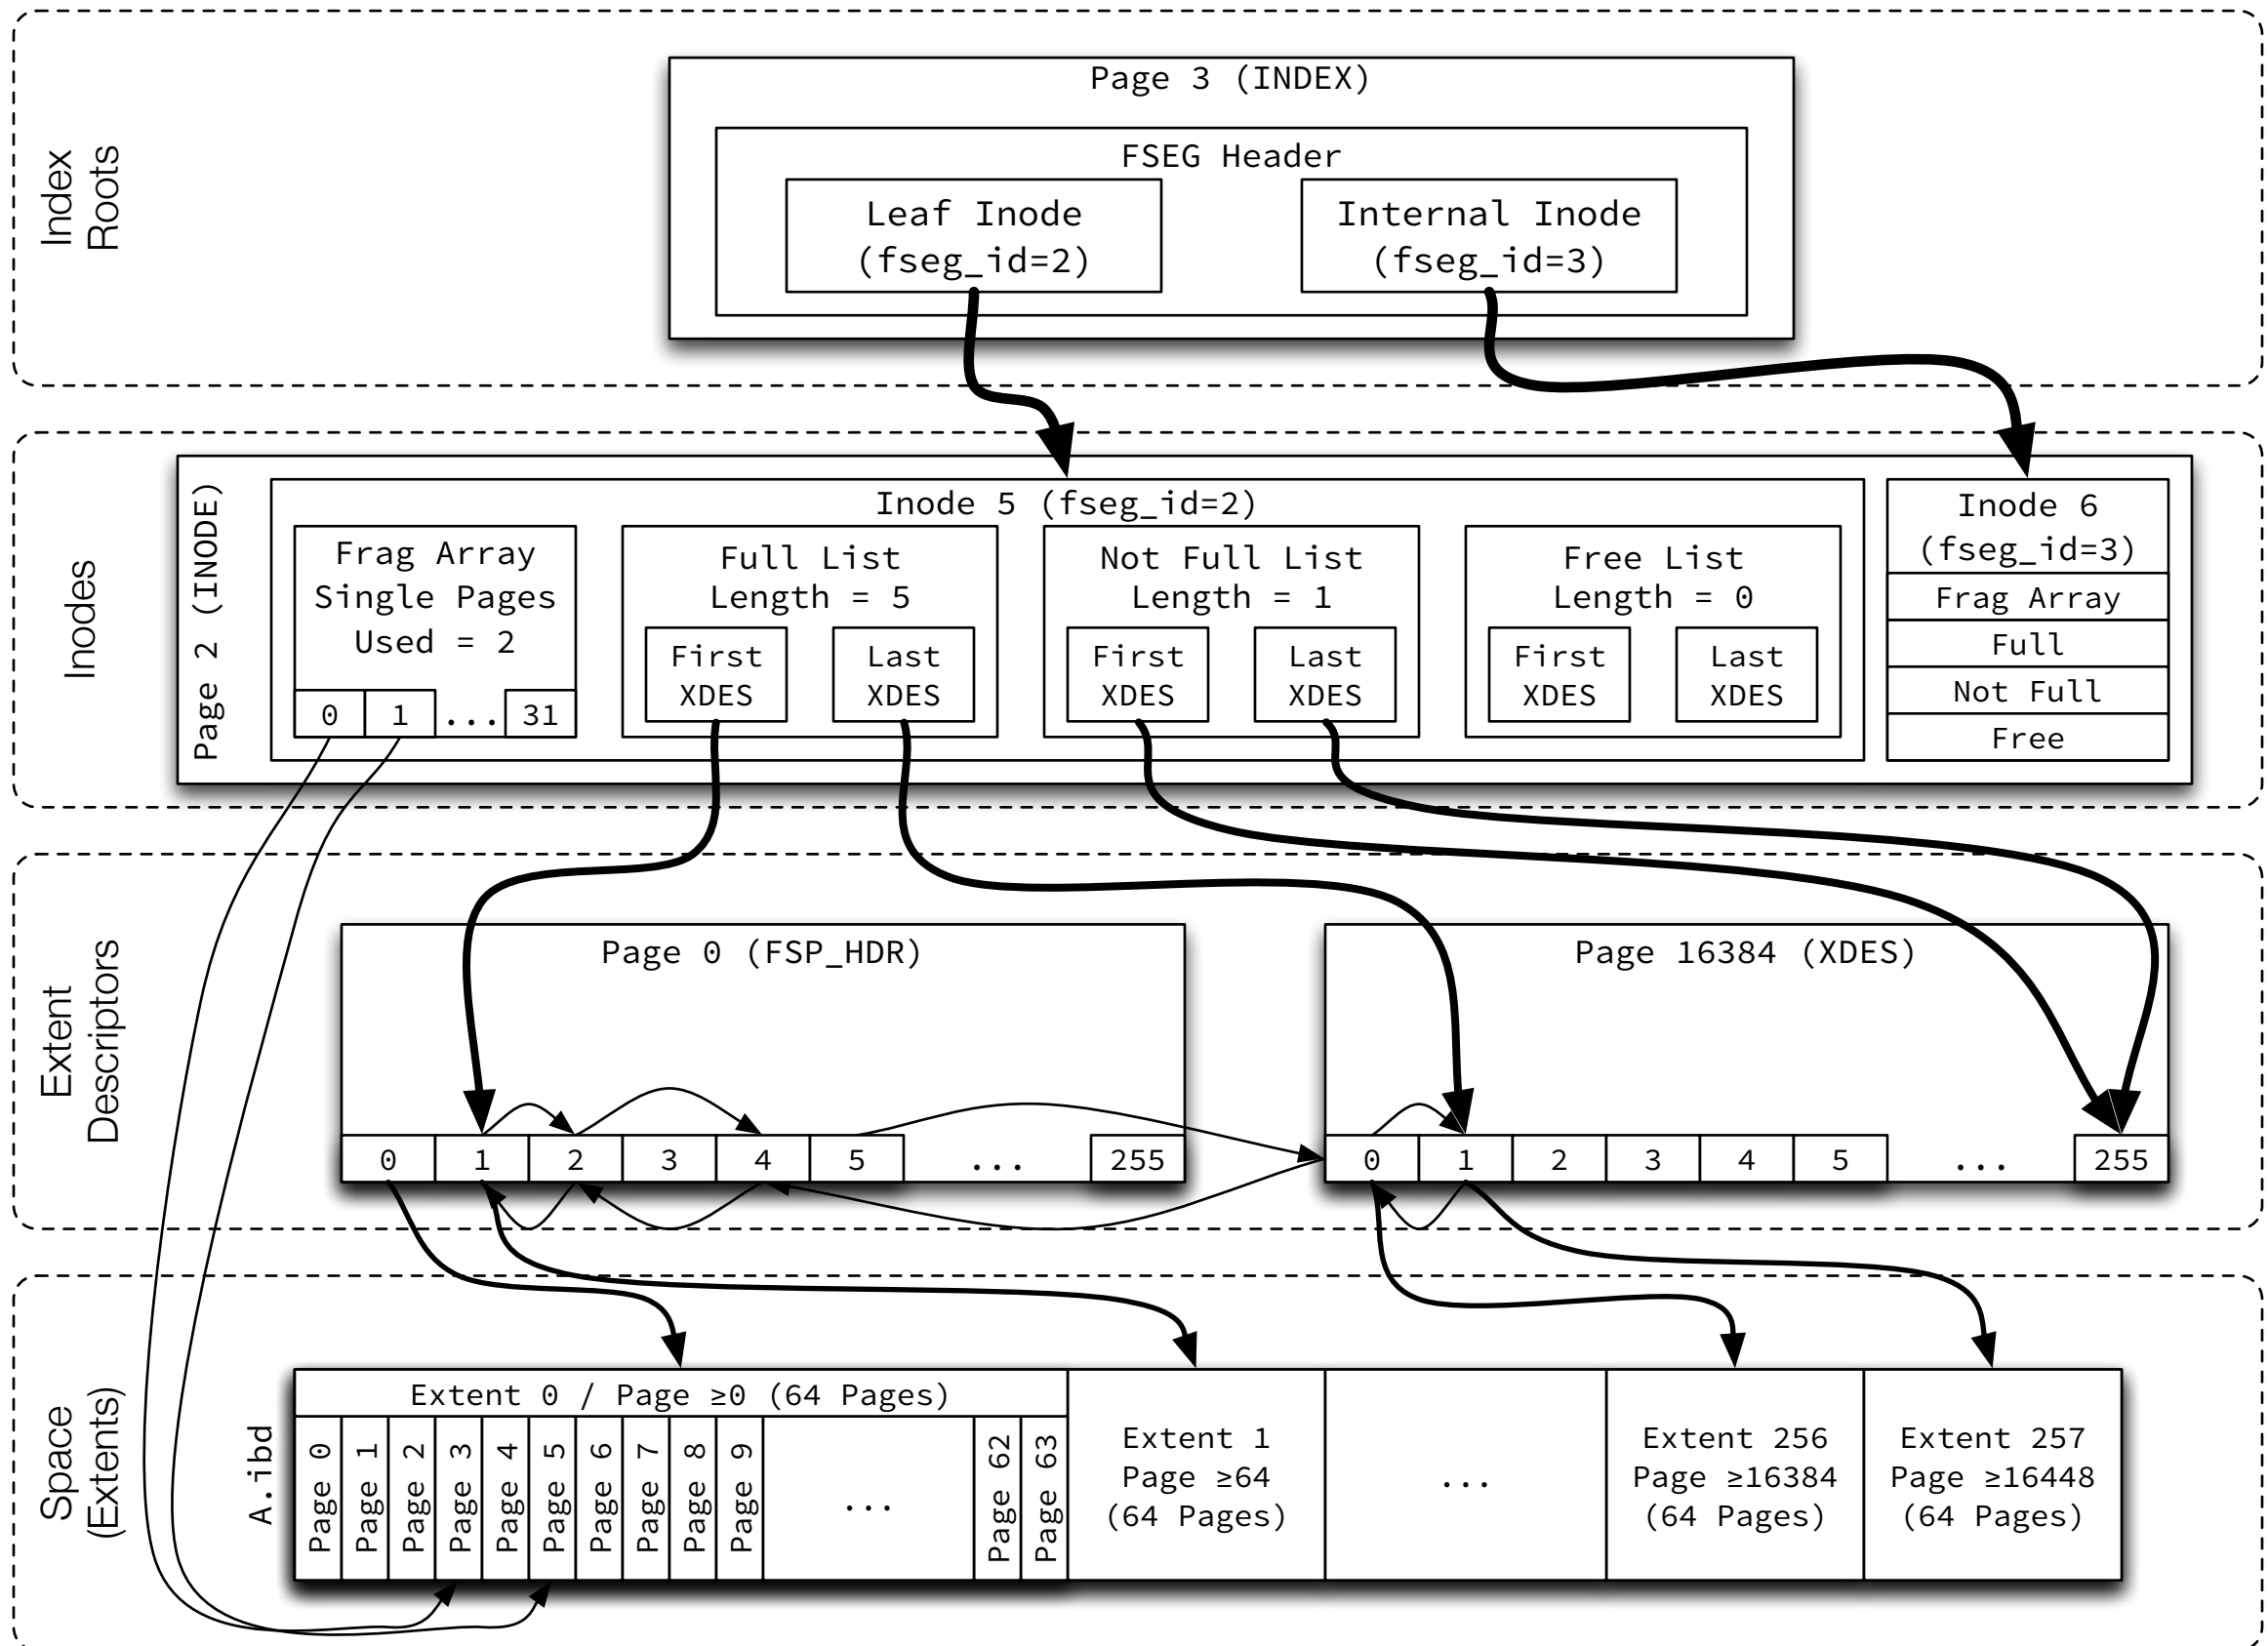 Index
Roots
Page 3 (INDEX)
FSEG Header
Leaf Inode
(fseg_id=2)
Internal Inode
(fseg_id=3)
Inodes
Page 2 (INODE)
Inode 5 (fseg_id=2)
Frag Array
Single Pages
Used = 2
0 1 ... 31
Full List
Length = 5
First
XDES
Last
XDES
Not Full List
Length = 1
First
XDES
Last
XDES
Free List
Length = 0
First
XDES
Last
XDES
Inode 6
(fseg_id=3)
Frag Array
Full
Not Full
Free
Extent
Descriptors
Page 0 (FSP_HDR)
0 1 2 3 4 5 ... 255
Page 16384 (XDES)
0 1 2 3 4 5 ... 255
Space
(Extents)
A.ibd
Extent 0 / Page ≥0 (64 Pages)
Page 0
Page 1
Page 2
Page 3
Page 4
Page 5
Page 6
Page 7
Page 8
Page 9
...
Page 62
Page 63
Extent 1
Page ≥64
(64 Pages)
...
Extent 256
Page ≥16384
(64 Pages)
Extent 257
Page ≥16448
(64 Pages)